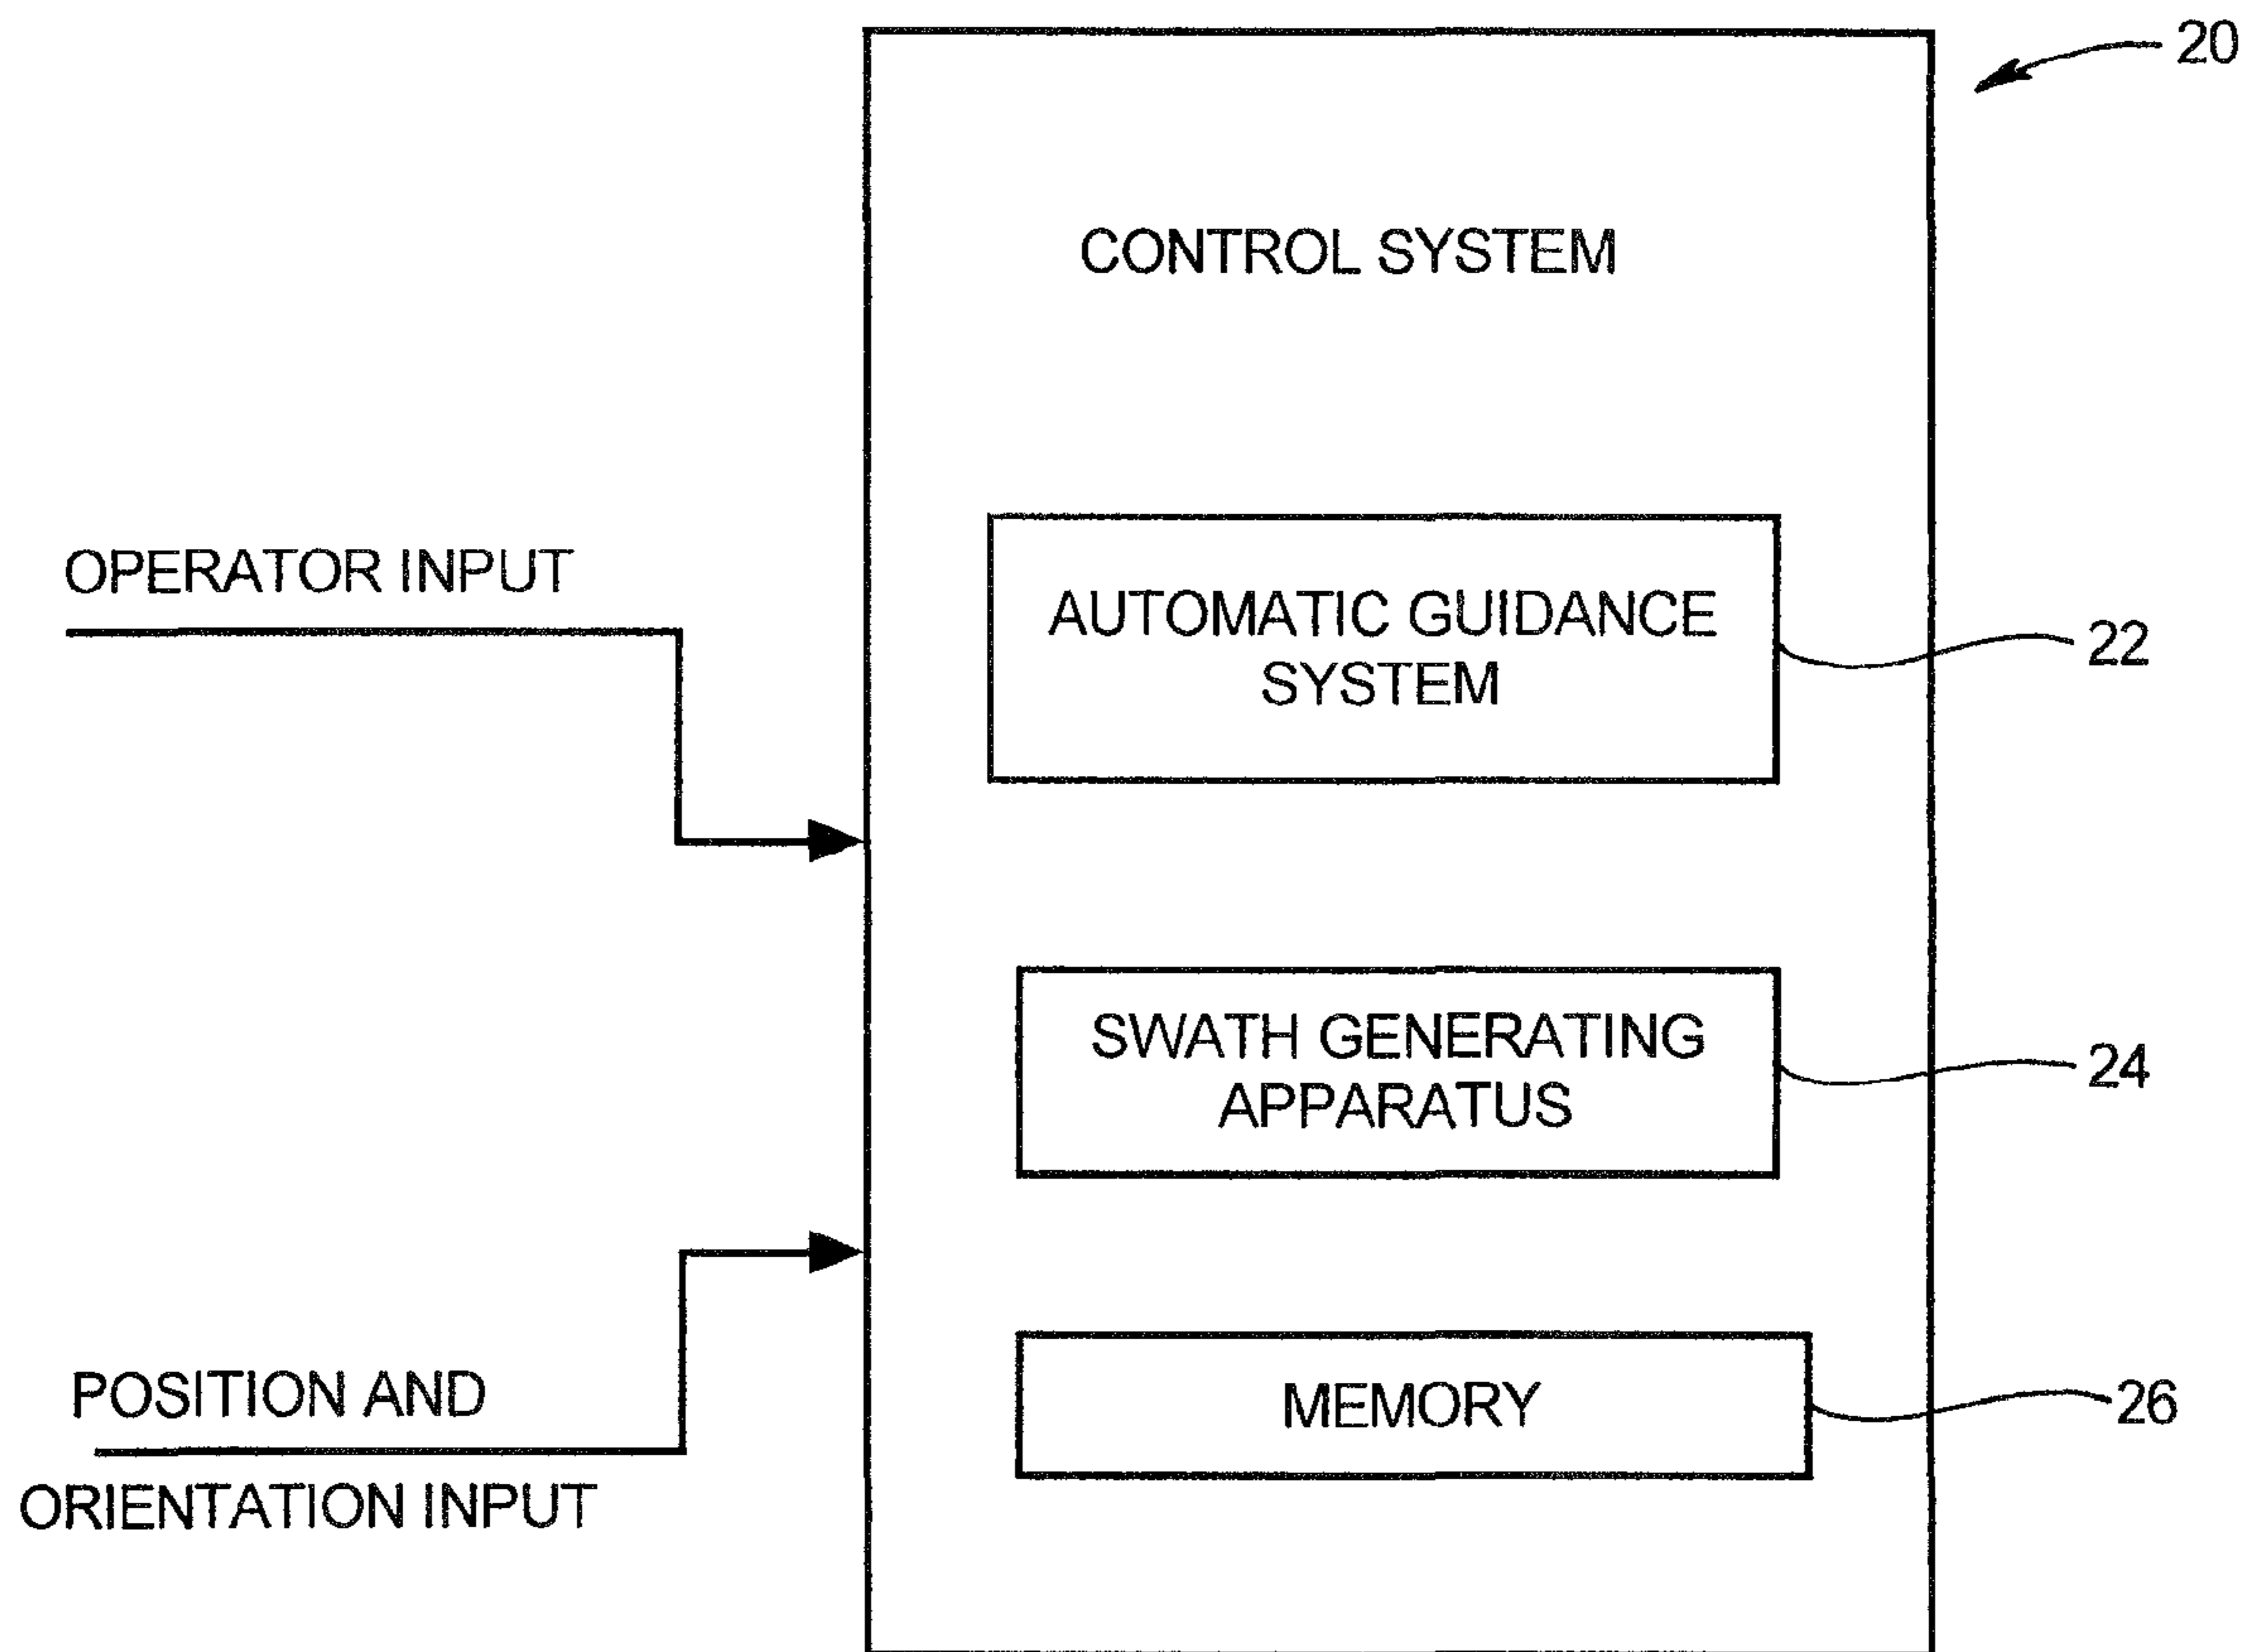 20
CONTROL SYSTEM
OPERATOR INPUT
AUTOMATIC GUIDANCE
SYSTEM
22
SWATH GENERATING
APPARATUS
24
POSITION AND
ORIENTATION INPUT
MEMORY
26